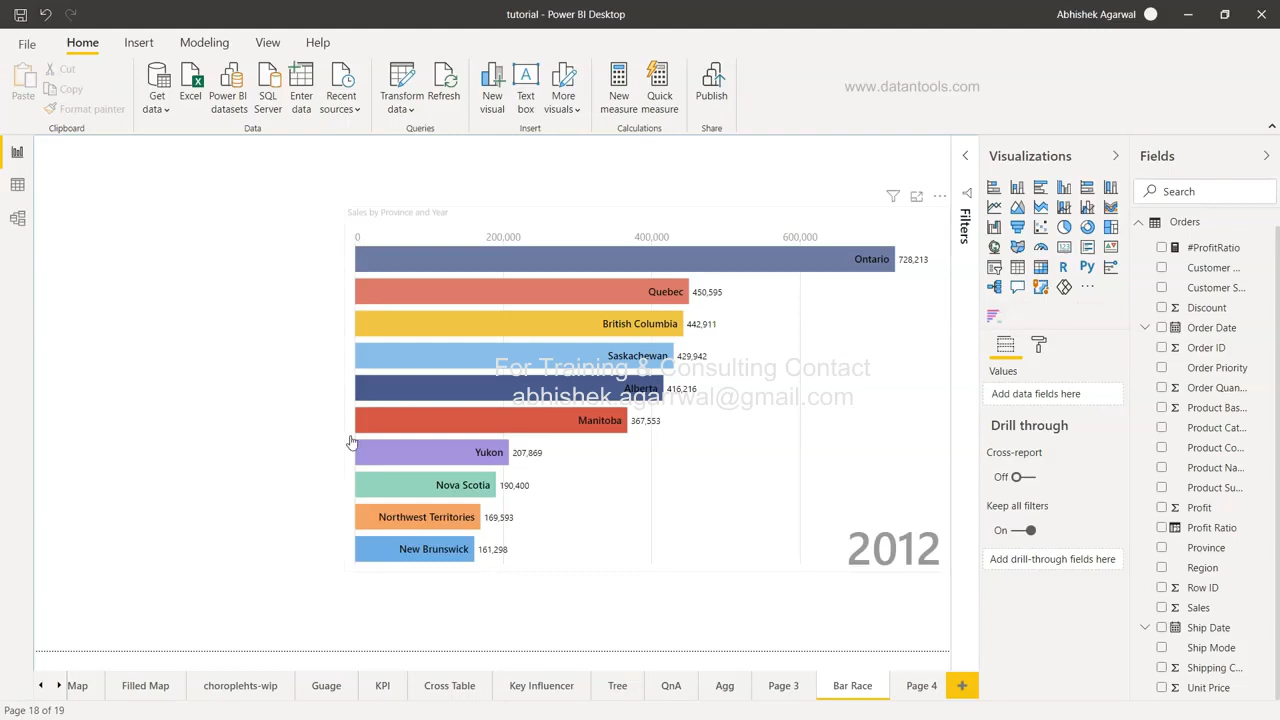 tutorial - Power BI Desktop
Abhishek Agarwal
File
Home
Insert
Modeling
View
Help
Paste
Cut
Copy
Format painter
Clipboard
Get data
Excel
Power BI datasets
SQL Server
Enter data
Recent sources
Data
Transform data
Refresh
Queries
New visual
Text box
More visuals
Insert
New measure
Quick measure
Calculations
Publish
Share
www.datantools.com
Sales by Province and Year
0
200,000
400,000
600,000
Ontario 728,213
Quebec 450,595
British Columbia 442,911
Saskachewan 429,942
For Training & Consulting Contact
Alberta 416,216
abhishek.agarrwal@gmail.com
Manitoba 367,553
Yukon 207,869
Nova Scotia 190,400
Northwest Territories 169,593
New Brunswick 161,298
2012
Filters
Visualizations
R
Py
Values
Add data fields here
Drill through
Cross-report
Off
Keep all filters
On
Add drill-through fields here
Fields
Search
Orders
#ProfitRatio
Customer ...
Customer S...
Discount
Order Date
Order ID
Order Priority
Order Quan...
Product Bas...
Product Cat...
Product Co...
Product Na...
Product Su...
Profit
Profit Ratio
Province
Region
Row ID
Sales
Ship Date
Ship Mode
Shipping C...
Unit Price
Map
Filled Map
choroplehts-wip
Guage
KPI
Cross Table
Key Influencer
Tree
QnA
Agg
Page 3
Bar Race
Page 4
Page 18 of 19